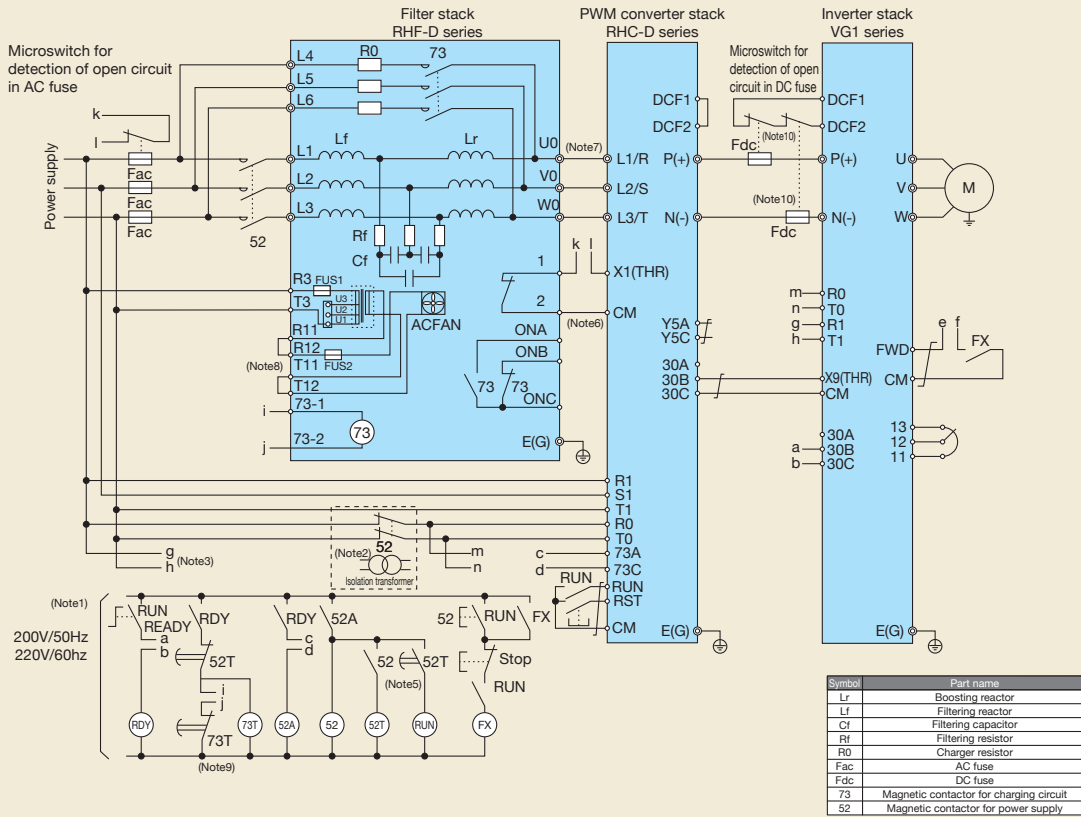 Filter stack
RHF-D series
PWM converter stack
RHC-D series
Inverter stack
VG1 series
Microswitch for
detection of open circuit
in AC fuse
Microswitch for
detection of open
circuit in DC fuse
k
l
Power supply
Fac
Fac
Fac
52
L4
R0
73
L5
L6
L1
Lf
Lr
U0
(Note7)
L2
V0
L3
W0
Rf
Cf
R3
FUS1
T3
U3
U2
U1
ACFAN
R11
R12
FUS2
(Note8)
T11
T12
i
73-1
73
j
73-2
1
2
k
l
(Note6)
ONA
ONB
73
73
ONC
E(G)
DCF1
DCF2
L1/R
P(+)
L2/S
L3/T
N(-)
X1(THR)
CM
Y5A
Y5C
30A
30B
30C
R1
S1
T1
R0
T0
c
73A
d
73C
RUN
RUN
RST
CM
E(G)
Fdc
(Note10)
(Note10)
Fdc
DCF1
DCF2
P(+)
U
V
M
N(-)
W
m
R0
n
T0
g
R1
h
T1
e
f
FX
FWD
X9(THR)
CM
CM
30A
a
30B
b
30C
13
12
11
E(G)
g
h
(Note3)
(Note2)
52
Isolation transformer
m
n
(Note1)
200V/50Hz
220V/60hz
RUN
READY
a
b
RDY
52T
i
j
73T
(Note9)
RDY
c
d
52A
52
52T
(Note5)
52
RUN
FX
Stop
RUN
RDY
73T
52A
52
52T
RUN
FX
Symbol
Part name
Lr
Boosting reactor
Lf
Filtering reactor
Cf
Filtering capacitor
Rf
Filtering resistor
R0
Charger resistor
Fac
AC fuse
Fdc
DC fuse
73
Magnetic contactor for charging circuit
52
Magnetic contactor for power supply